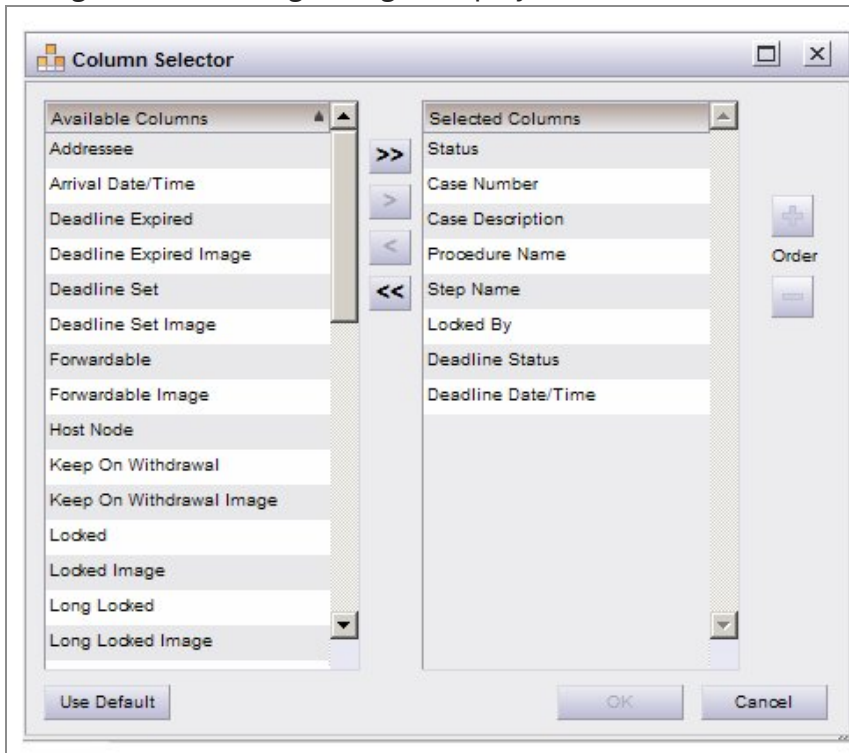 Column Selector
Available Columns
Addressee
Arrival Date/Time
Deadline Expired
Deadline Expired Image
Deadline Set
Deadline Set Image
Forwardable
Forwardable Image
Host Node
Keep On Withdrawal
Keep On Withdrawal Image
Locked
Locked Image
Long Locked
Long Locked Image
>>
>
<
<<
Selected Columns
Status
Case Number
Case Description
Procedure Name
Step Name
Locked By
Deadline Status
Deadline Date/Time
Order
Use Default
OK
Cancel